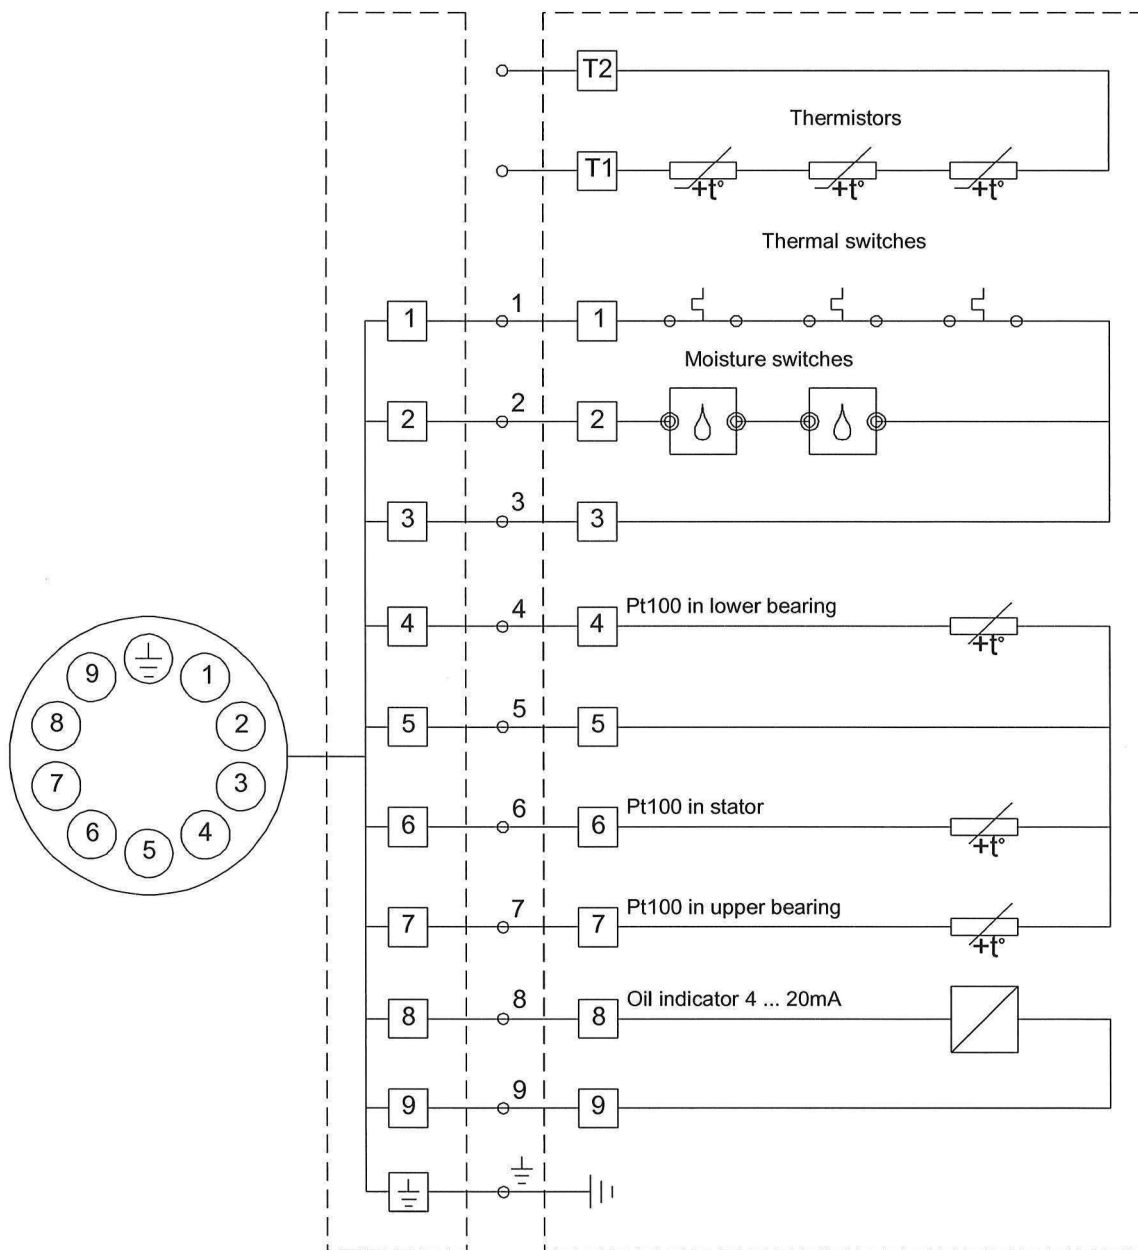 T2
Thermistors
T1
+t° +t° +t°
Thermal switches
1 1 1
Moisture switches
2 2 2
3 3 3
4 4 4 Pt100 in lower bearing
+t°
5 5 5
6 6 6 Pt100 in stator
+t°
7 7 7 Pt100 in upper bearing
+t°
8 8 8 Oil indicator 4 ... 20mA
9 9 9
9 1
8 2
7 3
6 5 4